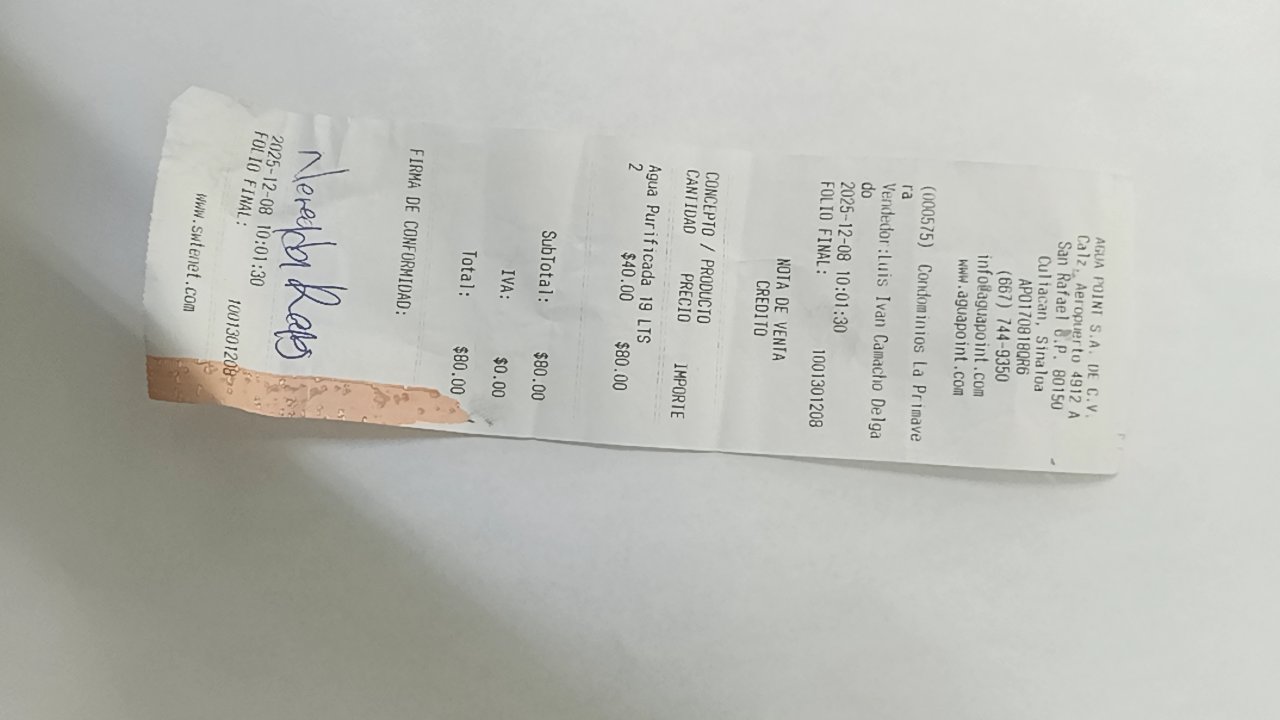 AGUA POINT S.A. DE C.V.
Calz. Aeropuerto 4912 A
San Rafael C.P. 80150
Culiacan, Sinaloa
APO170818QR6
(667) 744-9350
info@aguapoint.com
www.aguapoint.com
(000575) Condominios La Primave
ra
Vendedor:Luis Ivan Camacho Delga
do
2025-12-08 10:01:30
FOLIO FINAL: 1001301208
NOTA DE VENTA
CREDITO
CONCEPTO / PRODUCTO
CANTIDAD PRECIO IMPORTE
Agua Purificada 19 LTS
2 $40.00 $80.00
SubTotal: $80.00
IVA: $0.00
Total: $80.00
FIRMA DE CONFORMIDAD:
2025-12-08 10:01:30
FOLIO FINAL: 1001301208
www.swtenet.com